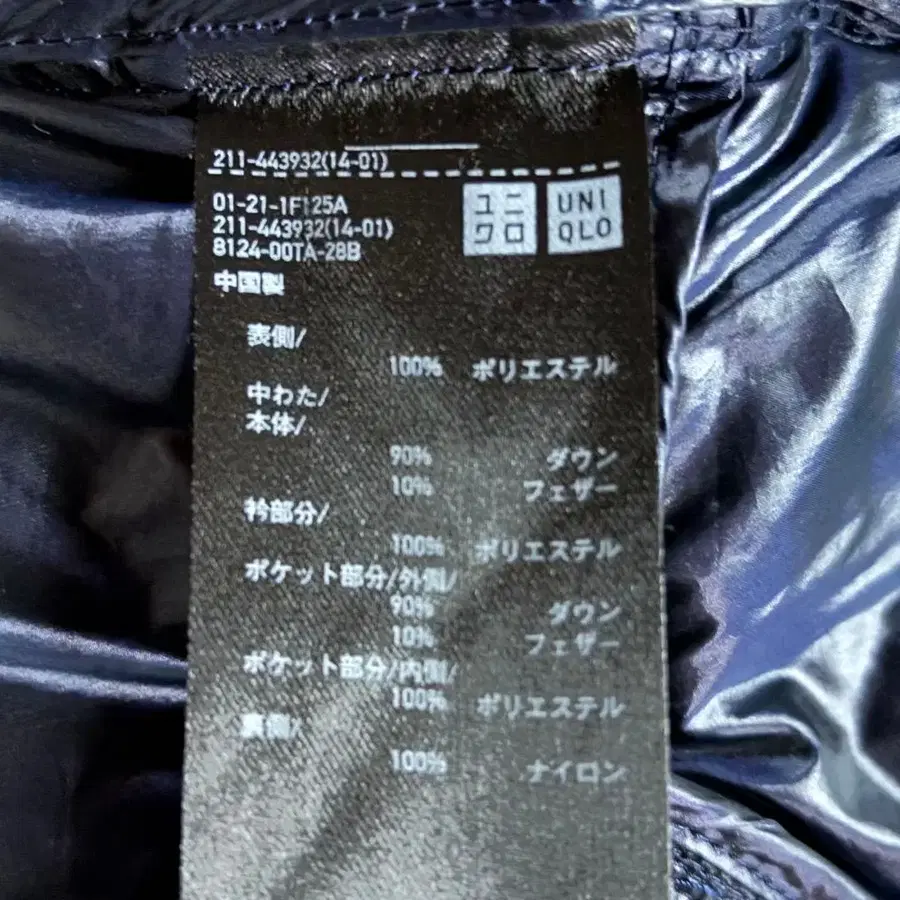 211-443932(14-01)
01-21-1F125A
211-443932(14-01)
8124-00TA-28B
ユニ
クロ
UNI
QLO
中国製
表側/
100% ポリエステル
中わた/
本体/
90% ダウン
10% フェザー
衿部分/
100% ポリエステル
ポケット部分/外側/
90% ダウン
10% フェザー
ポケット部分/内側/
100% ポリエステル
裏側/
100% ナイロン